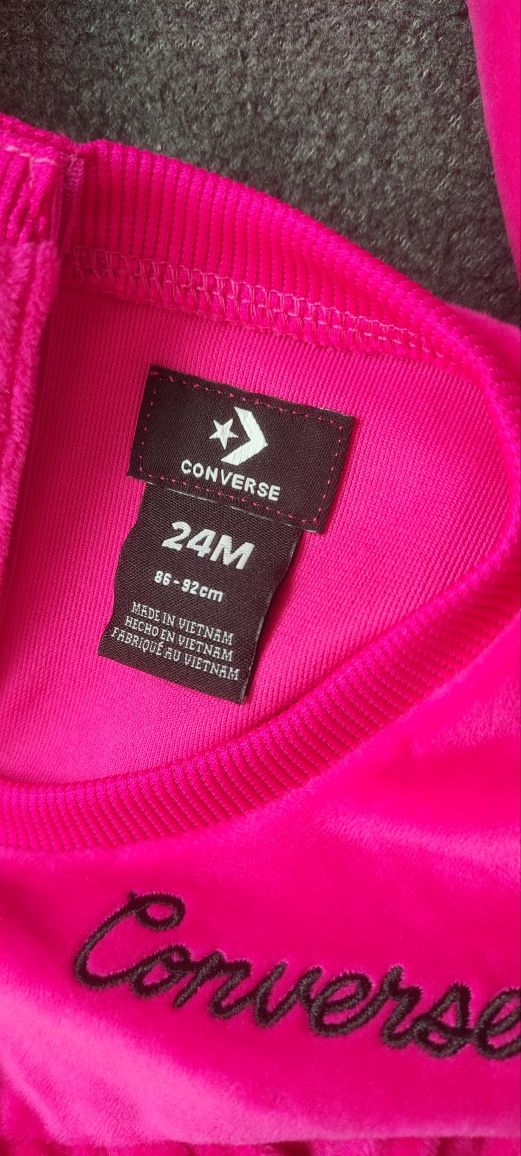 CONVERSE
24M
86-92cm
MADE IN VIETNAM
HECHO EN VIETNAM
FABRIQUÉ AU VIETNAM
Converse